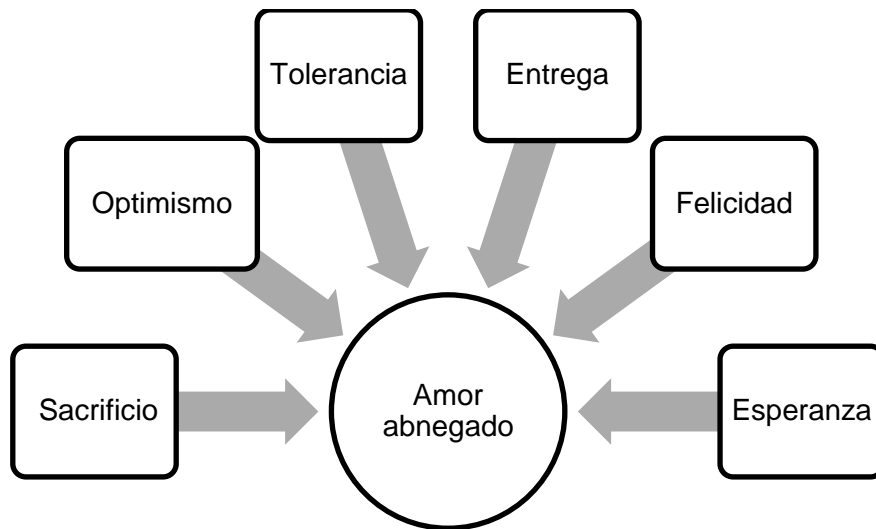 Tolerancia
Entrega
Optimismo
Felicidad
Sacrificio
Amor
abnegado
Esperanza